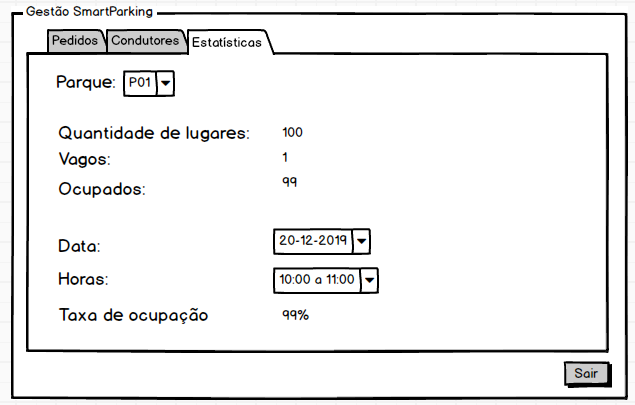 Gestão SmartParking
Pedidos Condutores Estatísticas
Parque: P01
Quantidade de lugares: 100
Vagos: 1
Ocupados: 99
Data: 20-12-2019
Horas: 10:00 a 11:00
Taxa de ocupação 99%
Sair